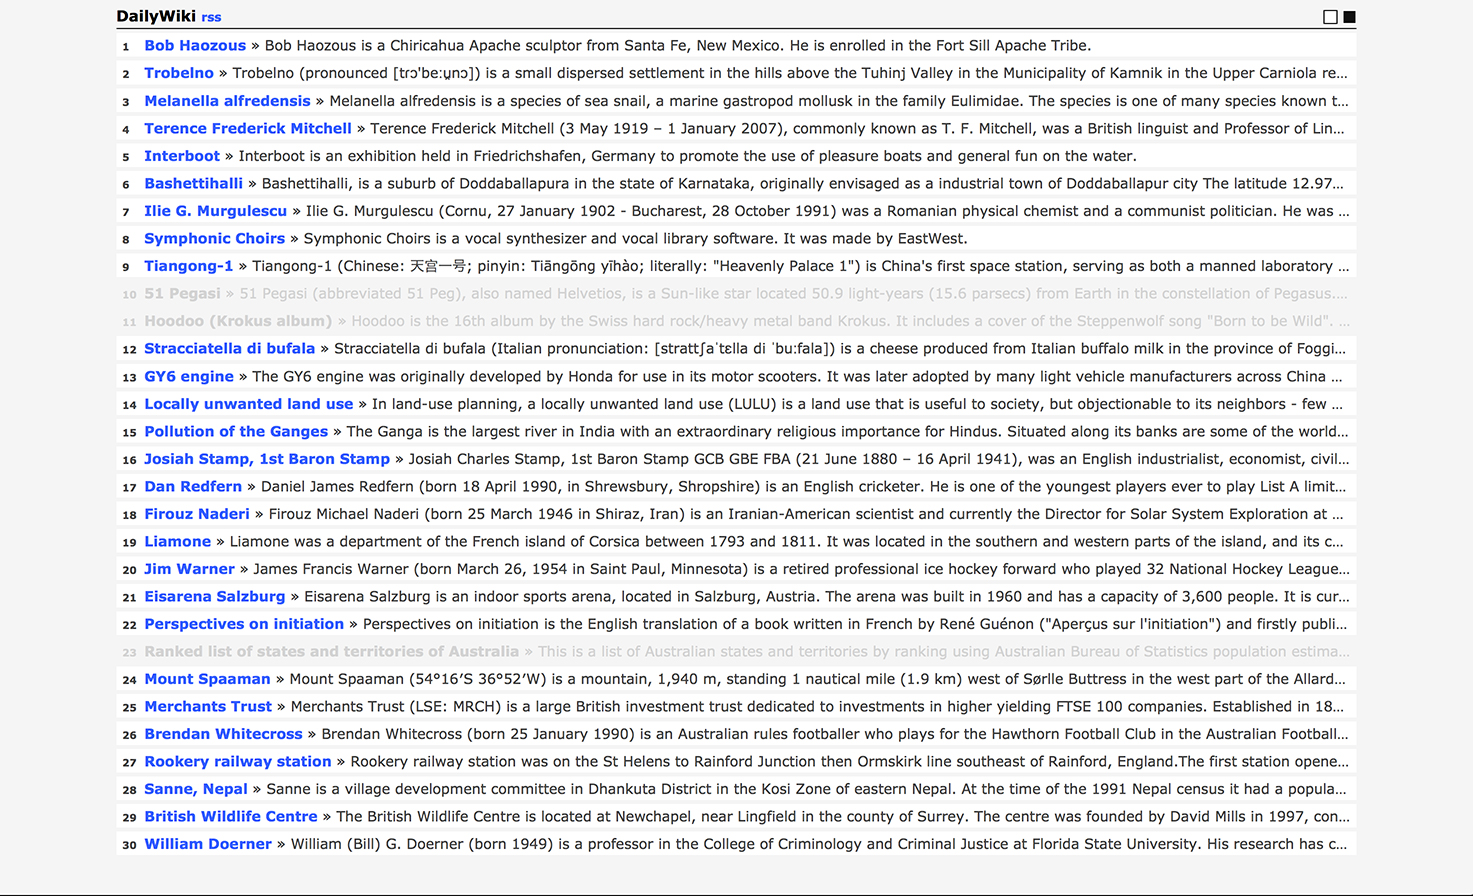 DailyWiki rss
1 Bob Haozous » Bob Haozous is a Chiricahua Apache sculptor from Santa Fe, New Mexico. He is enrolled in the Fort Sill Apache Tribe.
2 Trobelno » Trobelno (pronounced [trɔˈbeːu̯nɔ]) is a small dispersed settlement in the hills above the Tuhinj Valley in the Municipality of Kamnik in the Upper Carniola re...
3 Melanella alfredensis » Melanella alfredensis is a species of sea snail, a marine gastropod mollusk in the family Eulimidae. The species is one of many species known t...
4 Terence Frederick Mitchell » Terence Frederick Mitchell (3 May 1919 – 1 January 2007), commonly known as T. F. Mitchell, was a British linguist and Professor of Lin...
5 Interboot » Interboot is an exhibition held in Friedrichshafen, Germany to promote the use of pleasure boats and general fun on the water.
6 Bashettihalli » Bashettihalli, is a suburb of Doddaballapura in the state of Karnataka, originally envisaged as a industrial town of Doddaballapur city The latitude 12.97...
7 Ilie G. Murgulescu » Ilie G. Murgulescu (Cornu, 27 January 1902 - Bucharest, 28 October 1991) was a Romanian physical chemist and a communist politician. He was ...
8 Symphonic Choirs » Symphonic Choirs is a vocal synthesizer and vocal library software. It was made by EastWest.
9 Tiangong-1 » Tiangong-1 (Chinese: 天宫一号; pinyin: Tiāngōng yīhào; literally: "Heavenly Palace 1") is China's first space station, serving as both a manned laboratory ...
10 51 Pegasi » 51 Pegasi (abbreviated 51 Peg), also named Helvetios, is a Sun-like star located 50.9 light-years (15.6 parsecs) from Earth in the constellation of Pegasus....
11 Hoodoo (Krokus album) » Hoodoo is the 16th album by the Swiss hard rock/heavy metal band Krokus. It includes a cover of the Steppenwolf song "Born to be Wild". ...
12 Stracciatella di bufala » Stracciatella di bufala (Italian pronunciation: [strattʃaˈtɛlla di ˈbuːfala]) is a cheese produced from Italian buffalo milk in the province of Foggi...
13 GY6 engine » The GY6 engine was originally developed by Honda for use in its motor scooters. It was later adopted by many light vehicle manufacturers across China ...
14 Locally unwanted land use » In land-use planning, a locally unwanted land use (LULU) is a land use that is useful to society, but objectionable to its neighbors - few ...
15 Pollution of the Ganges » The Ganga is the largest river in India with an extraordinary religious importance for Hindus. Situated along its banks are some of the world...
16 Josiah Stamp, 1st Baron Stamp » Josiah Charles Stamp, 1st Baron Stamp GCB GBE FBA (21 June 1880 – 16 April 1941), was an English industrialist, economist, civil...
17 Dan Redfern » Daniel James Redfern (born 18 April 1990, in Shrewsbury, Shropshire) is an English cricketer. He is one of the youngest players ever to play List A limit...
18 Firouz Naderi » Firouz Michael Naderi (born 25 March 1946 in Shiraz, Iran) is an Iranian-American scientist and currently the Director for Solar System Exploration at ...
19 Liamone » Liamone was a department of the French island of Corsica between 1793 and 1811. It was located in the southern and western parts of the island, and its c...
20 Jim Warner » James Francis Warner (born March 26, 1954 in Saint Paul, Minnesota) is a retired professional ice hockey forward who played 32 National Hockey League...
21 Eisarena Salzburg » Eisarena Salzburg is an indoor sports arena, located in Salzburg, Austria. The arena was built in 1960 and has a capacity of 3,600 people. It is cur...
22 Perspectives on initiation » Perspectives on initiation is the English translation of a book written in French by René Guénon ("Aperçus sur l'initiation") and firstly publi...
23 Ranked list of states and territories of Australia » This is a list of Australian states and territories by ranking using Australian Bureau of Statistics population estima...
24 Mount Spaaman » Mount Spaaman (54°16′S 36°52′W) is a mountain, 1,940 m, standing 1 nautical mile (1.9 km) west of Sørlle Buttress in the west part of the Allard...
25 Merchants Trust » Merchants Trust (LSE: MRCH) is a large British investment trust dedicated to investments in higher yielding FTSE 100 companies. Established in 18...
26 Brendan Whitecross » Brendan Whitecross (born 25 January 1990) is an Australian rules footballer who plays for the Hawthorn Football Club in the Australian Football...
27 Rookery railway station » Rookery railway station was on the St Helens to Rainford Junction then Ormskirk line southeast of Rainford, England.The first station opene...
28 Sanne, Nepal » Sanne is a village development committee in Dhankuta District in the Kosi Zone of eastern Nepal. At the time of the 1991 Nepal census it had a popula...
29 British Wildlife Centre » The British Wildlife Centre is located at Newchapel, near Lingfield in the county of Surrey. The centre was founded by David Mills in 1997, con...
30 William Doerner » William (Bill) G. Doerner (born 1949) is a professor in the College of Criminology and Criminal Justice at Florida State University. His research has c...